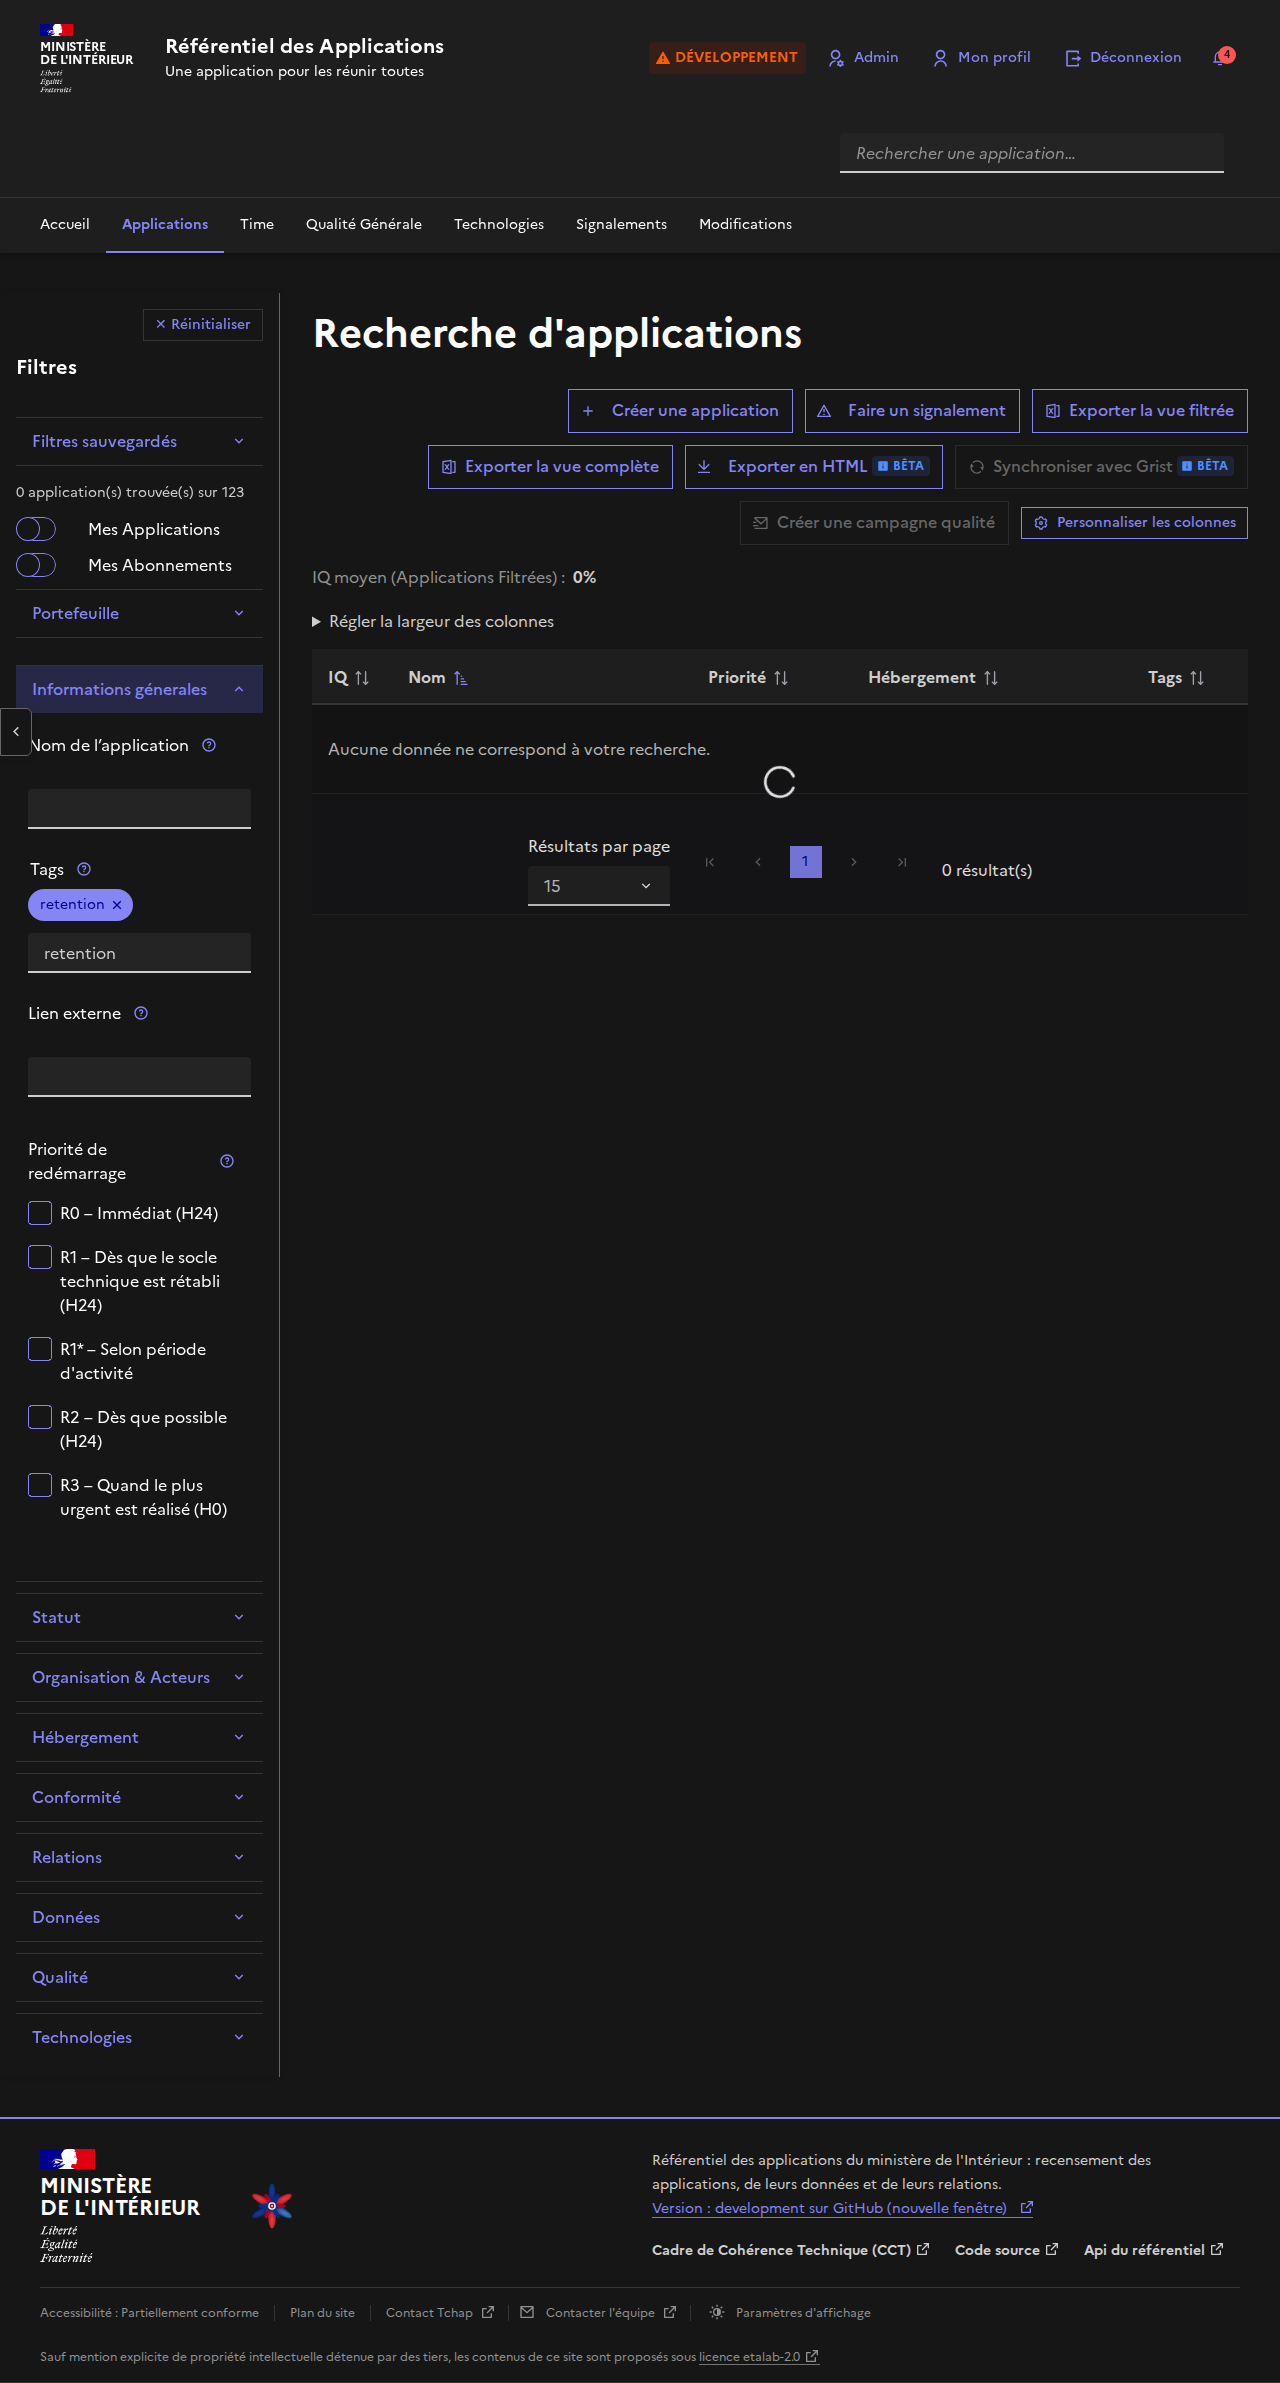 MINISTÈRE
DE L'INTÉRIEUR
Liberté
Égalité
Fraternité
Référentiel des Applications
Une application pour les réunir toutes
DÉVELOPPEMENT
Admin
Mon profil
Déconnexion
4
Rechercher une application…
Accueil
Applications
Time
Qualité Générale
Technologies
Signalements
Modifications
Réinitialiser
Filtres
Filtres sauvegardés
0 application(s) trouvée(s) sur 123
Mes Applications
Mes Abonnements
Portefeuille
Informations génerales
Nom de l’application
Tags
retention
retention
Lien externe
Priorité de
redémarrage
R0 – Immédiat (H24)
R1 – Dès que le socle
technique est rétabli
(H24)
R1* – Selon période
d'activité
R2 – Dès que possible
(H24)
R3 – Quand le plus
urgent est réalisé (H0)
Statut
Organisation & Acteurs
Hébergement
Conformité
Relations
Données
Qualité
Technologies
Recherche d'applications
Créer une application
Faire un signalement
Exporter la vue filtrée
Exporter la vue complète
Exporter en HTML BÊTA
Synchroniser avec Grist BÊTA
Créer une campagne qualité
Personnaliser les colonnes
IQ moyen (Applications Filtrées) : 0%
Régler la largeur des colonnes
IQ
Nom
Priorité
Hébergement
Tags
Aucune donnée ne correspond à votre recherche.
Résultats par page
15
1
0 résultat(s)
MINISTÈRE
DE L'INTÉRIEUR
Liberté
Égalité
Fraternité
Référentiel des applications du ministère de l'Intérieur : recensement des
applications, de leurs données et de leurs relations.
Version : development sur GitHub (nouvelle fenêtre)
Cadre de Cohérence Technique (CCT)
Code source
Api du référentiel
Accessibilité : Partiellement conforme
Plan du site
Contact Tchap
Contacter l'équipe
Paramètres d'affichage
Sauf mention explicite de propriété intellectuelle détenue par des tiers, les contenus de ce site sont proposés sous licence etalab-2.0